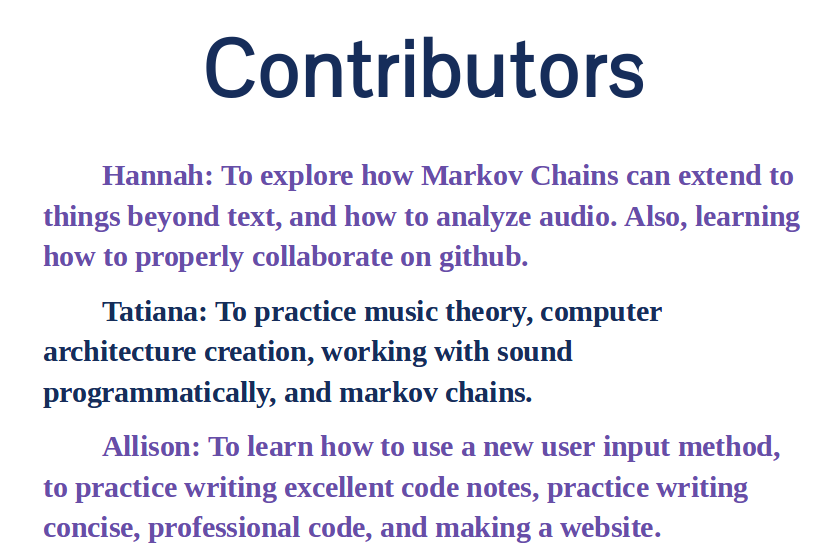 Contributors
Hannah: To explore how Markov Chains can extend to
things beyond text, and how to analyze audio. Also, learning
how to properly collaborate on github.
Tatiana: To practice music theory, computer
architecture creation, working with sound
programmatically, and markov chains.
Allison: To learn how to use a new user input method,
to practice writing excellent code notes, practice writing
concise, professional code, and making a website.